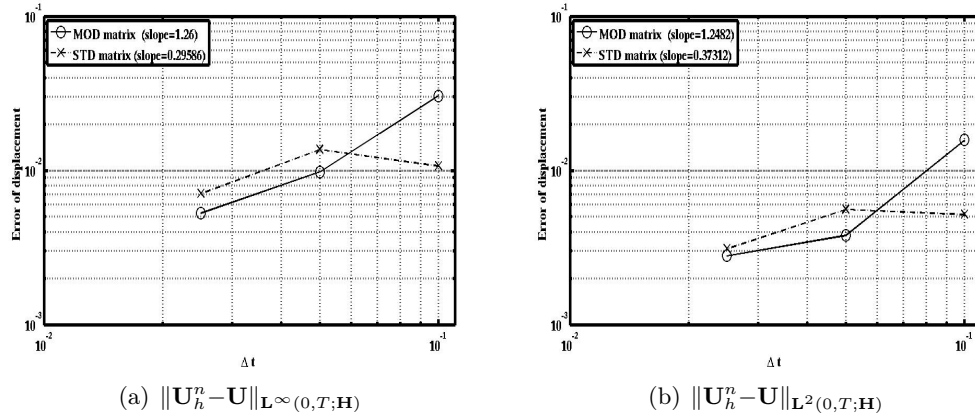 10^-1
MOD matrix (slope=1.26)
STD matrix (slope=0.29586)
Error of displacement
10^-2
10^-3
10^-2
10^-1
Δ t
(a) ‖U_h^n−U‖_L^∞(0,T;H)
10^-1
MOD matrix (slope=1.2482)
STD matrix (slope=0.37312)
Error of displacement
10^-2
10^-3
10^-2
10^-1
Δ t
(b) ‖U_h^n−U‖_L^2(0,T;H)